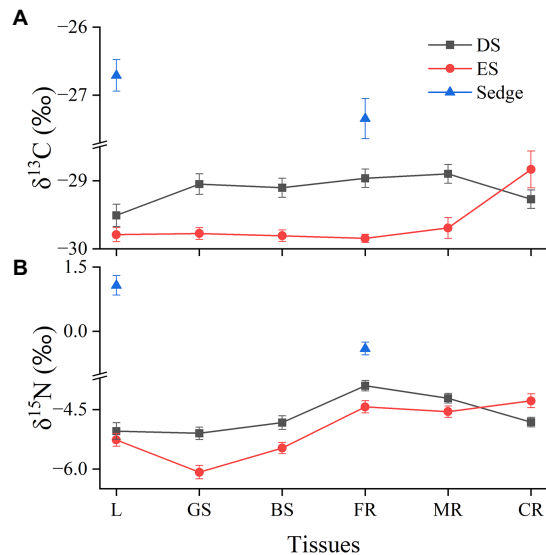 A
−26
DS
ES
Sedge
−27
δ¹³C (‰)
−29
−30
B
1.5
0.0
δ¹⁵N (‰)
−4.5
−6.0
L GS BS FR MR CR
Tissues